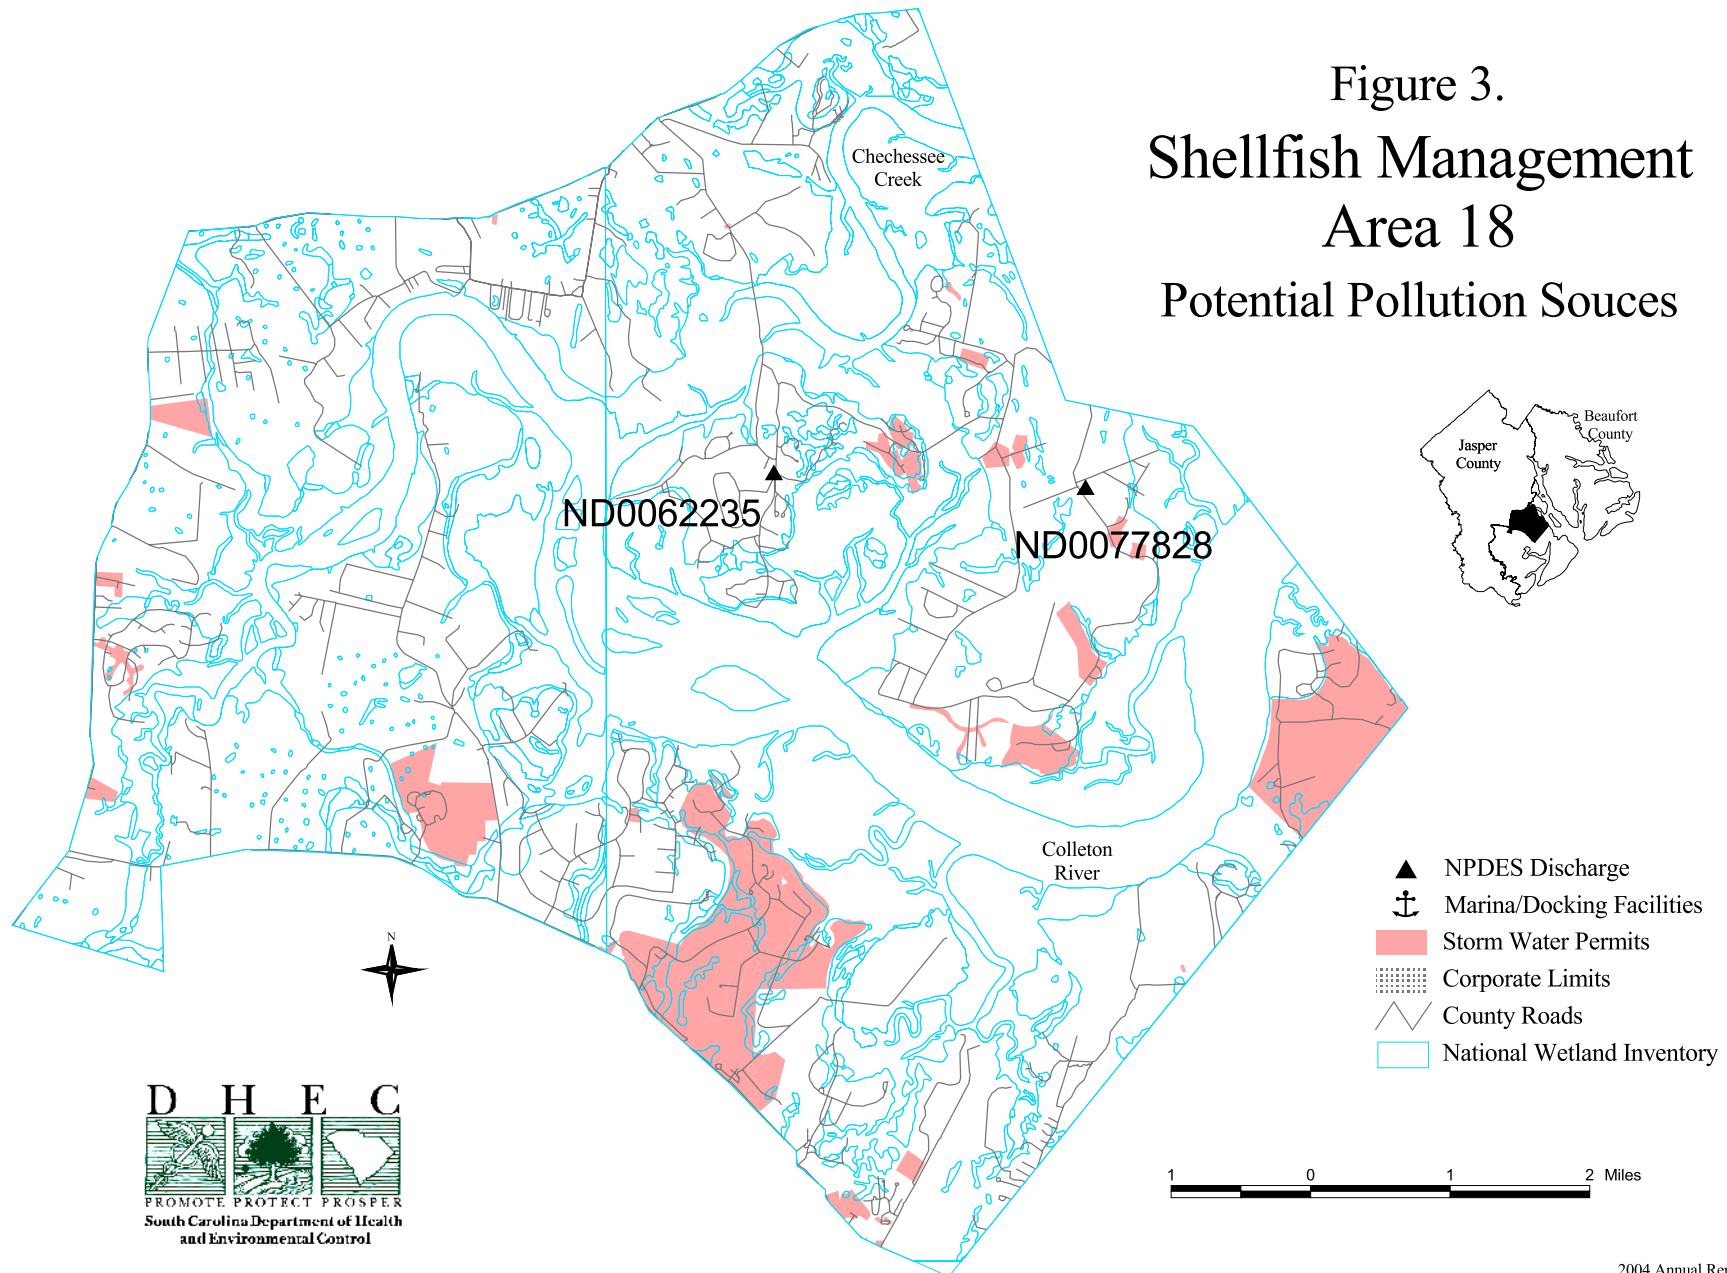 Figure 3.
Shellfish Management
Area 18
Potential Pollution Souces
Chechessee
Creek
Beaufort
County
Jasper
County
ND0062235
ND0077828
Colleton
River
NPDES Discharge
Marina/Docking Facilities
Storm Water Permits
Corporate Limits
County Roads
National Wetland Inventory
N
D H E C
PROMOTE PROTECT PROSPER
South Carolina Department of Health
and Environmental Control
1 0 1 2 Miles
2004 Annual